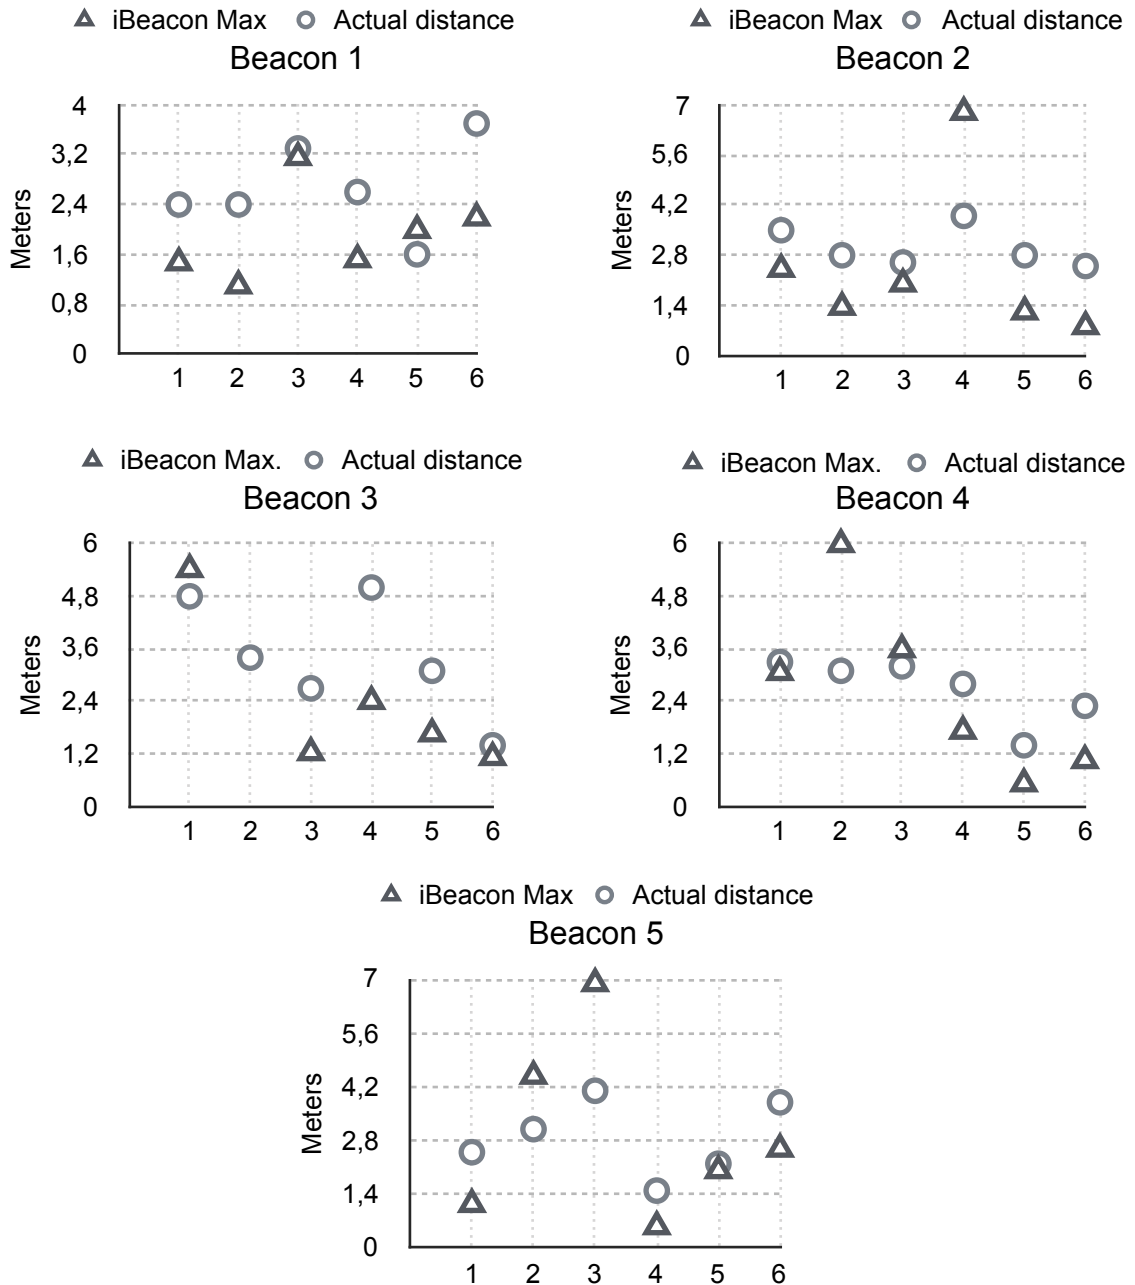 iBeacon Max Actual distance
Beacon 1
Meters
4
3,2
2,4
1,6
0,8
0
1 2 3 4 5 6
iBeacon Max Actual distance
Beacon 2
Meters
7
5,6
4,2
2,8
1,4
0
1 2 3 4 5 6
iBeacon Max. Actual distance
Beacon 3
Meters
6
4,8
3,6
2,4
1,2
0
1 2 3 4 5 6
iBeacon Max. Actual distance
Beacon 4
Meters
6
4,8
3,6
2,4
1,2
0
1 2 3 4 5 6
iBeacon Max Actual distance
Beacon 5
Meters
7
5,6
4,2
2,8
1,4
0
1 2 3 4 5 6